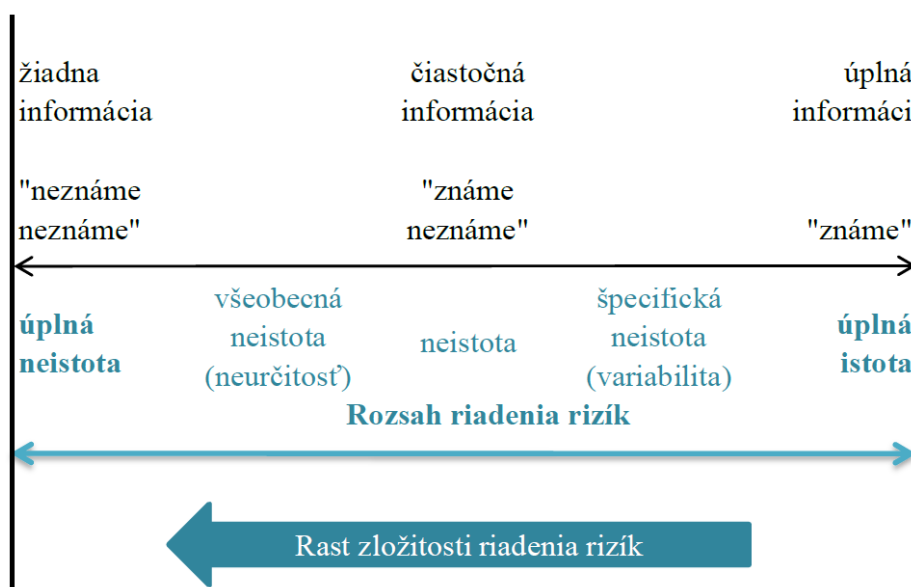 žiadna
informácia
čiastočná
informácia
úplná
informáci
"neznáme
neznáme"
"známe
neznáme"
"známe"
úplná
neistota
všeobecná
neistota
(neurčitosť)
neistota
špecifická
neistota
(variabilita)
úplná
istota
Rozsah riadenia rizík
Rast zložitosti riadenia rizík